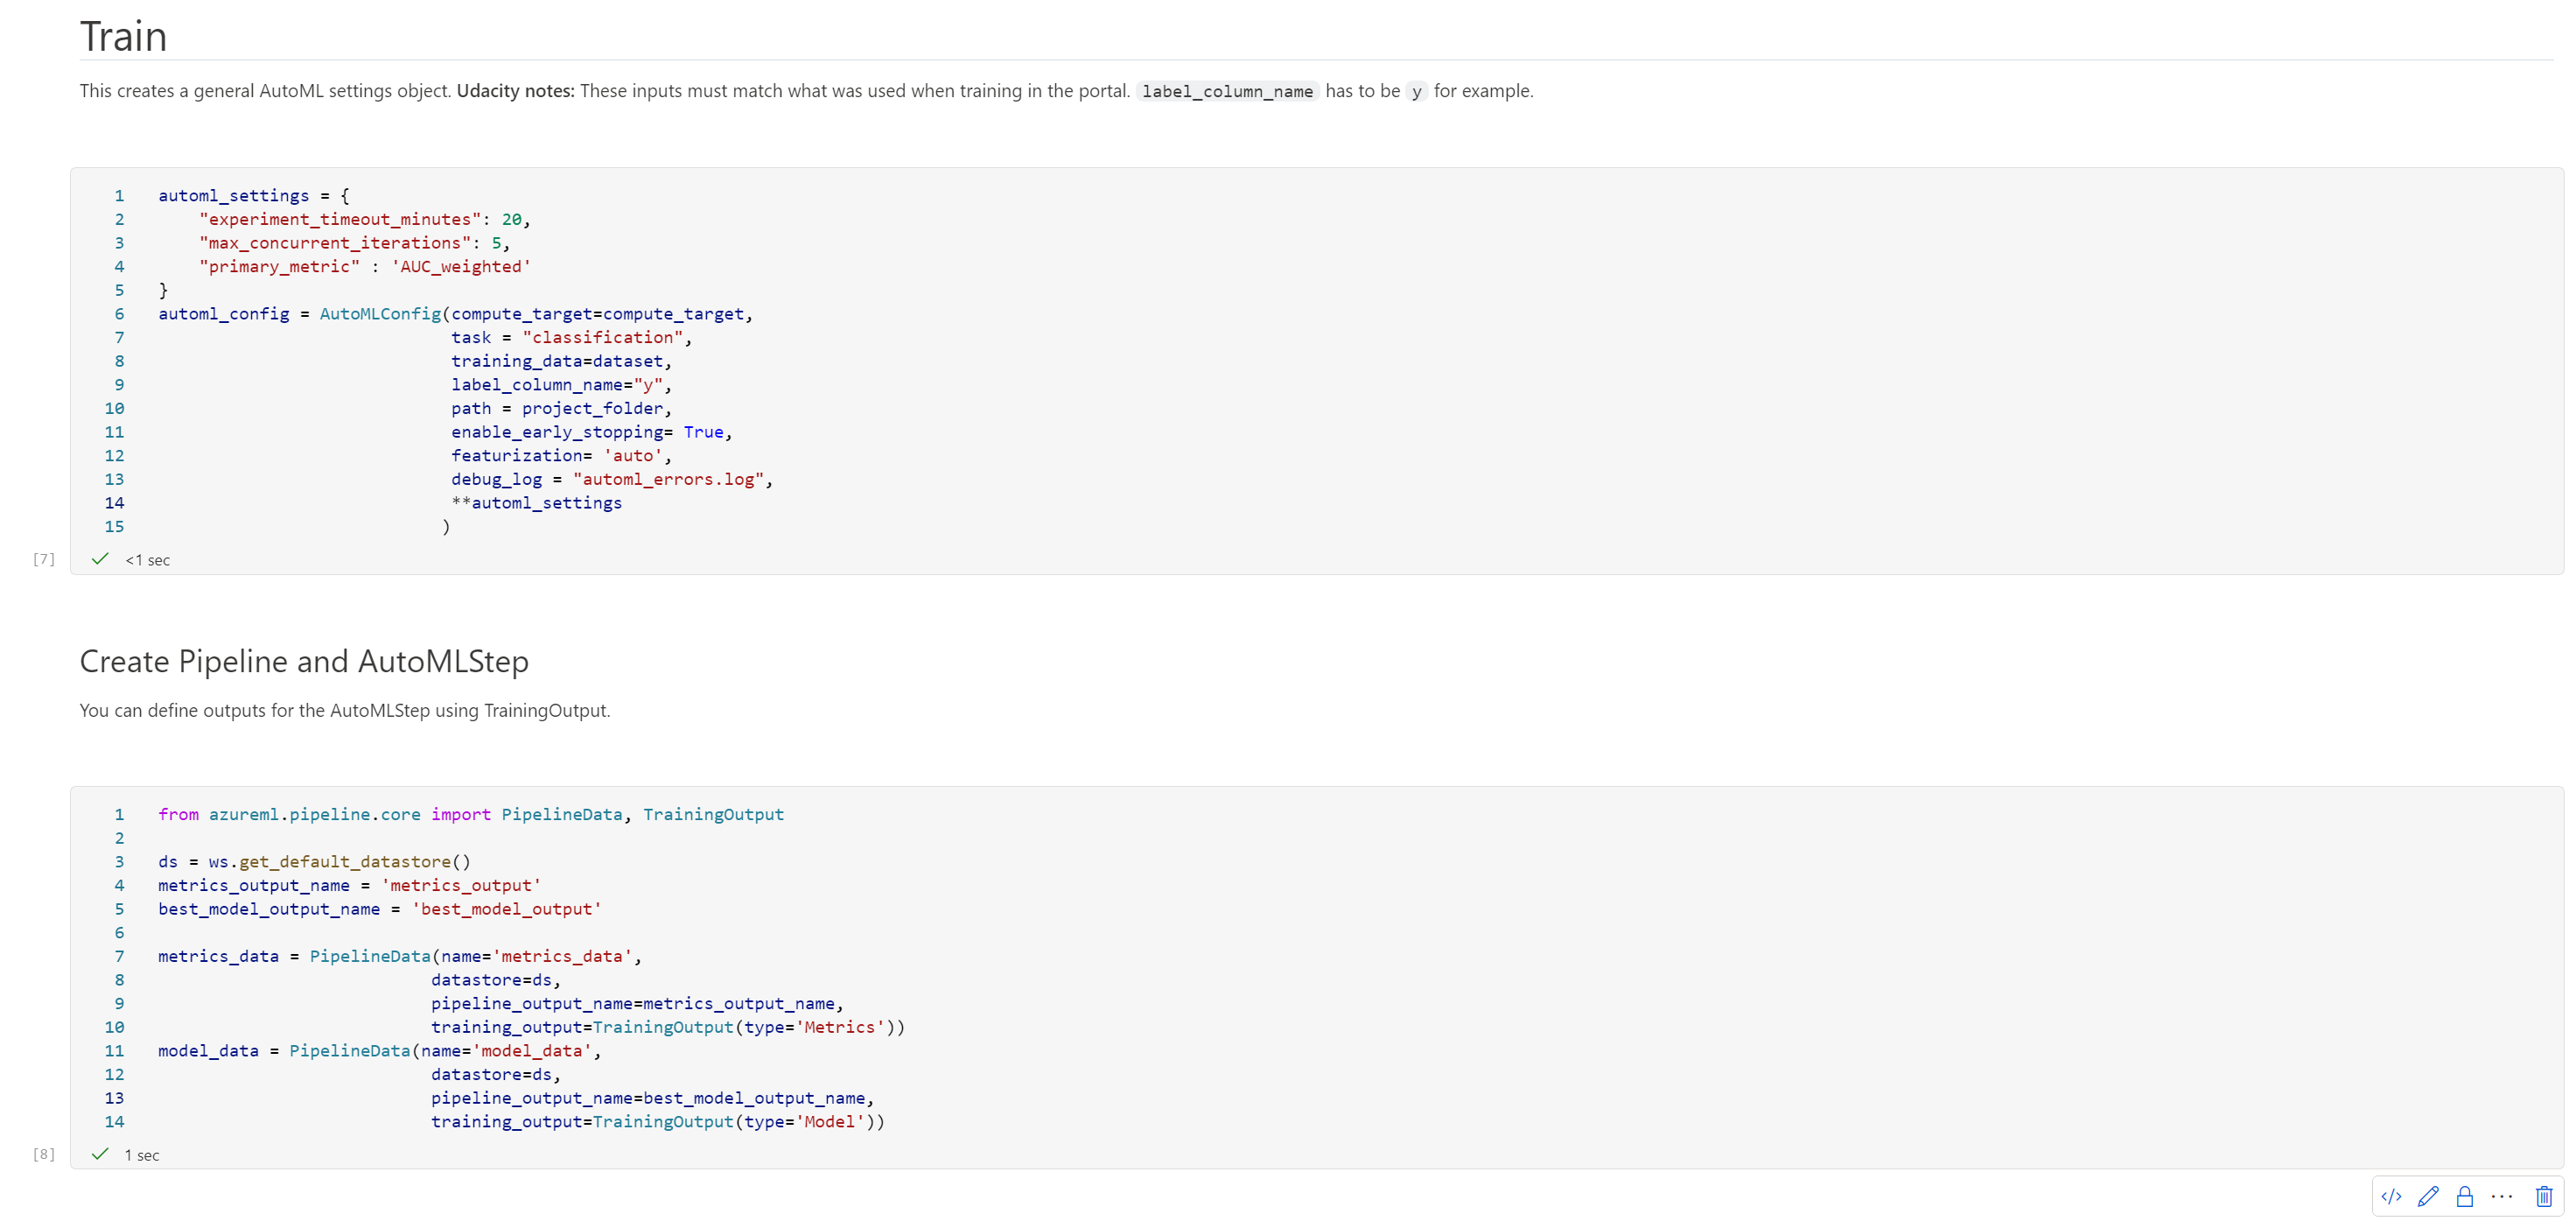 Train
This creates a general AutoML settings object. Udacity notes: These inputs must match what was used when training in the portal. label_column_name has to be y for example.
1 automl_settings = {
2     "experiment_timeout_minutes": 20,
3     "max_concurrent_iterations": 5,
4     "primary_metric" : 'AUC_weighted'
5 }
6 automl_config = AutoMLConfig(compute_target=compute_target,
7                              task = "classification",
8                              training_data=dataset,
9                              label_column_name="y",
10                              path = project_folder,
11                              enable_early_stopping= True,
12                              featurization= 'auto',
13                              debug_log = "automl_errors.log",
14                              **automl_settings
15                             )
[7] <1 sec
Create Pipeline and AutoMLStep
You can define outputs for the AutoMLStep using TrainingOutput.
1 from azureml.pipeline.core import PipelineData, TrainingOutput
2
3 ds = ws.get_default_datastore()
4 metrics_output_name = 'metrics_output'
5 best_model_output_name = 'best_model_output'
6
7 metrics_data = PipelineData(name='metrics_data',
8                            datastore=ds,
9                            pipeline_output_name=metrics_output_name,
10                            training_output=TrainingOutput(type='Metrics'))
11 model_data = PipelineData(name='model_data',
12                            datastore=ds,
13                            pipeline_output_name=best_model_output_name,
14                            training_output=TrainingOutput(type='Model'))
[8] 1 sec